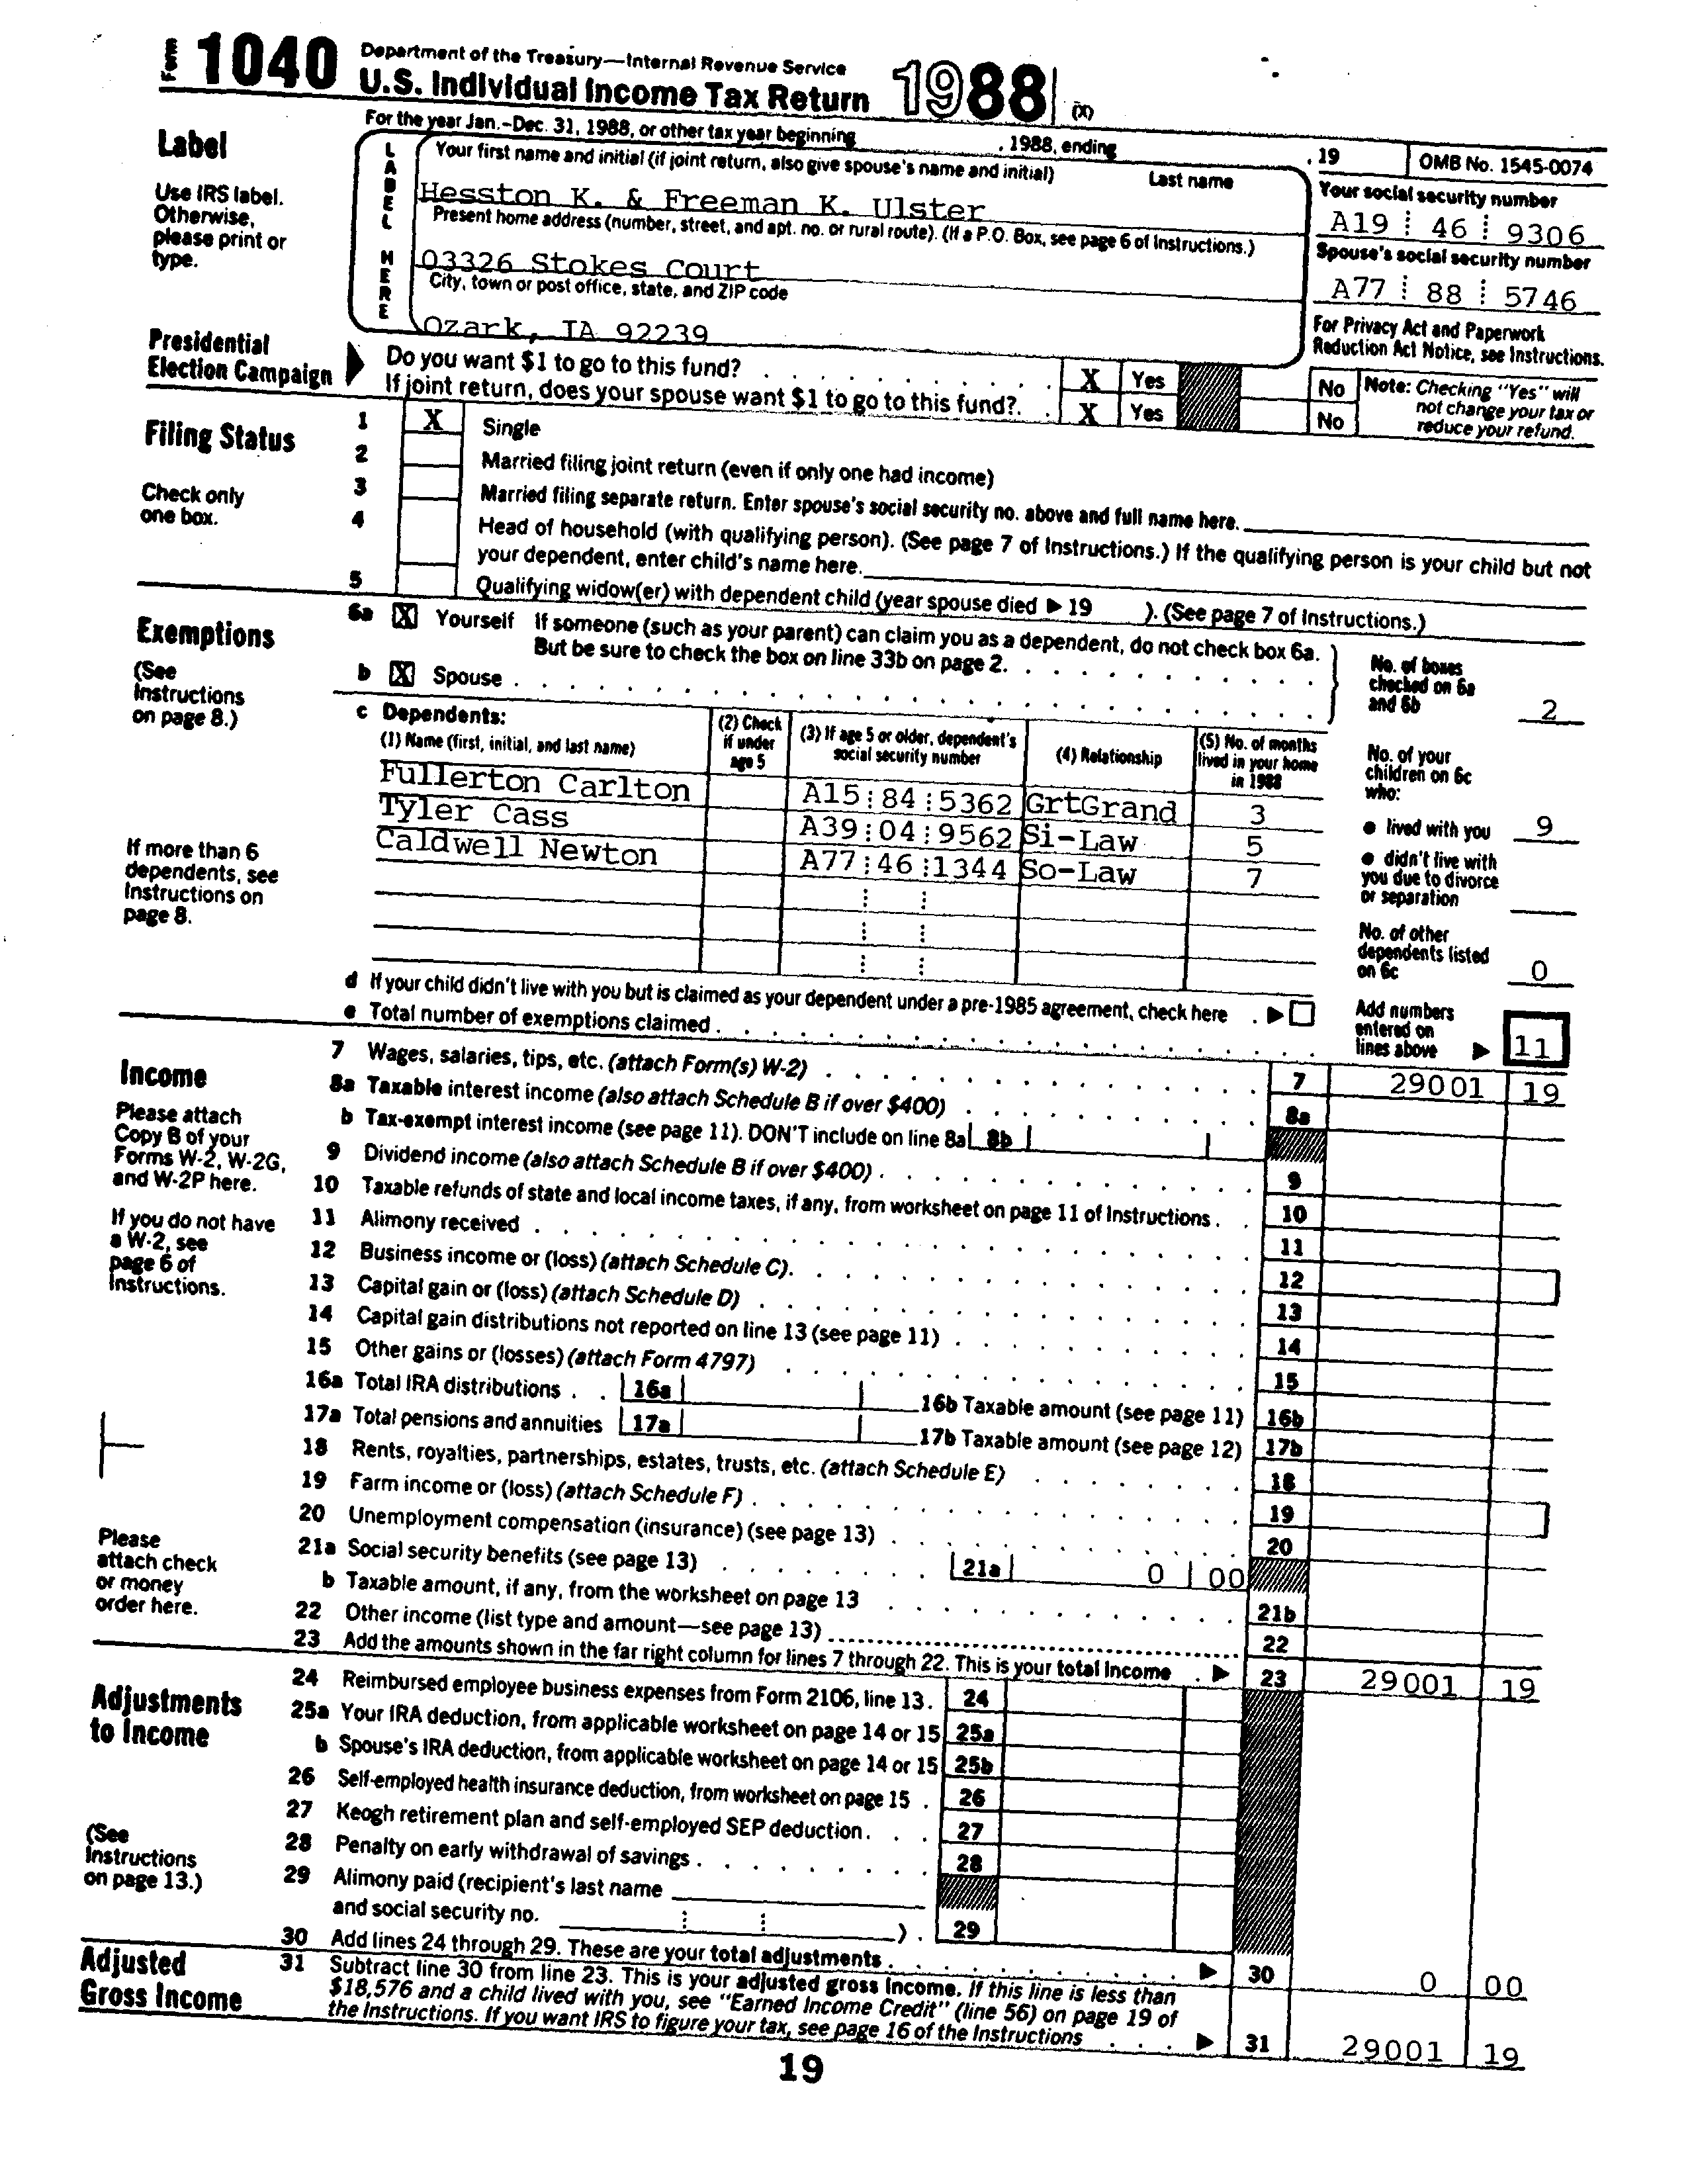 Form 1040 Department of the Treasury—Internal Revenue Service
U.S. Individual Income Tax Return 1988 (X)
For the year Jan.-Dec. 31, 1988, or other tax year beginning , 1988, ending , 19 OMB No. 1545-0074
Label
Use IRS label. Otherwise, please print or type.
LABEL HERE
Your first name and initial (if joint return, also give spouse's name and initial) Last name
Hesston K. & Freeman K. Ulster
Your social security number
A19 46 9306
Present home address (number, street, and apt. no. or rural route). (If a P.O. Box, see page 6 of Instructions.)
03326 Stokes Court
Spouse's social security number
A77 88 5746
City, town or post office, state, and ZIP code
Ozark, IA 92239
For Privacy Act and Paperwork Reduction Act Notice, see Instructions.
Presidential Election Campaign
Do you want $1 to go to this fund? X Yes No
If joint return, does your spouse want $1 to go to this fund? X Yes No
Note: Checking "Yes" will not change your tax or reduce your refund.
Filing Status
Check only one box.
1 X Single
2 Married filing joint return (even if only one had income)
3 Married filing separate return. Enter spouse's social security no. above and full name here.
4 Head of household (with qualifying person). (See page 7 of Instructions.) If the qualifying person is your child but not your dependent, enter child's name here.
5 Qualifying widow(er) with dependent child (year spouse died ▶ 19 ). (See page 7 of Instructions.)
Exemptions
(See Instructions on page 8.)
6a X Yourself If someone (such as your parent) can claim you as a dependent, do not check box 6a. But be sure to check the box on line 33b on page 2.
b X Spouse
No. of boxes checked on 6a and 6b 2
c Dependents:
(1) Name (first, initial, and last name) (2) Check if under age 5 (3) If age 5 or older, dependent's social security number (4) Relationship (5) No. of months lived in your home in 1988
Fullerton Carlton A15 84 5362 GrtGrand 3
Tyler Cass A39 04 9562 Si-Law 5
Caldwell Newton A77 46 1344 So-Law 7
No. of your children on 6c who:
● lived with you 9
● didn't live with you due to divorce or separation
No. of other dependents listed on 6c 0
If more than 6 dependents, see Instructions on page 8.
d If your child didn't live with you but is claimed as your dependent under a pre-1985 agreement, check here ▶
e Total number of exemptions claimed
Add numbers entered on lines above ▶ 11
Income
Please attach Copy B of your Forms W-2, W-2G, and W-2P here.
If you do not have a W-2, see page 6 of Instructions.
Please attach check or money order here.
7 Wages, salaries, tips, etc. (attach Form(s) W-2) 7 29001 19
8a Taxable interest income (also attach Schedule B if over $400) 8a
b Tax-exempt interest income (see page 11). DON'T include on line 8a 8b
9 Dividend income (also attach Schedule B if over $400) 9
10 Taxable refunds of state and local income taxes, if any, from worksheet on page 11 of Instructions 10
11 Alimony received 11
12 Business income or (loss) (attach Schedule C) 12
13 Capital gain or (loss) (attach Schedule D) 13
14 Capital gain distributions not reported on line 13 (see page 11) 14
15 Other gains or (losses) (attach Form 4797) 15
16a Total IRA distributions 16a 16b Taxable amount (see page 11) 16b
17a Total pensions and annuities 17a 17b Taxable amount (see page 12) 17b
18 Rents, royalties, partnerships, estates, trusts, etc. (attach Schedule E) 18
19 Farm income or (loss) (attach Schedule F) 19
20 Unemployment compensation (insurance) (see page 13) 20
21a Social security benefits (see page 13) 21a 0 00
b Taxable amount, if any, from the worksheet on page 13 21b
22 Other income (list type and amount—see page 13) 22
23 Add the amounts shown in the far right column for lines 7 through 22. This is your total income ▶ 23 29001 19
Adjustments to Income
(See Instructions on page 13.)
24 Reimbursed employee business expenses from Form 2106, line 13. 24
25a Your IRA deduction, from applicable worksheet on page 14 or 15 25a
b Spouse's IRA deduction, from applicable worksheet on page 14 or 15 25b
26 Self-employed health insurance deduction, from worksheet on page 15 26
27 Keogh retirement plan and self-employed SEP deduction 27
28 Penalty on early withdrawal of savings 28
29 Alimony paid (recipient's last name
and social security no. ). 29
30 Add lines 24 through 29. These are your total adjustments ▶ 30 0 00
Adjusted Gross Income
31 Subtract line 30 from line 23. This is your adjusted gross income. If this line is less than $18,576 and a child lived with you, see "Earned Income Credit" (line 56) on page 19 of the Instructions. If you want IRS to figure your tax, see page 16 of the Instructions ▶ 31 29001 19
19